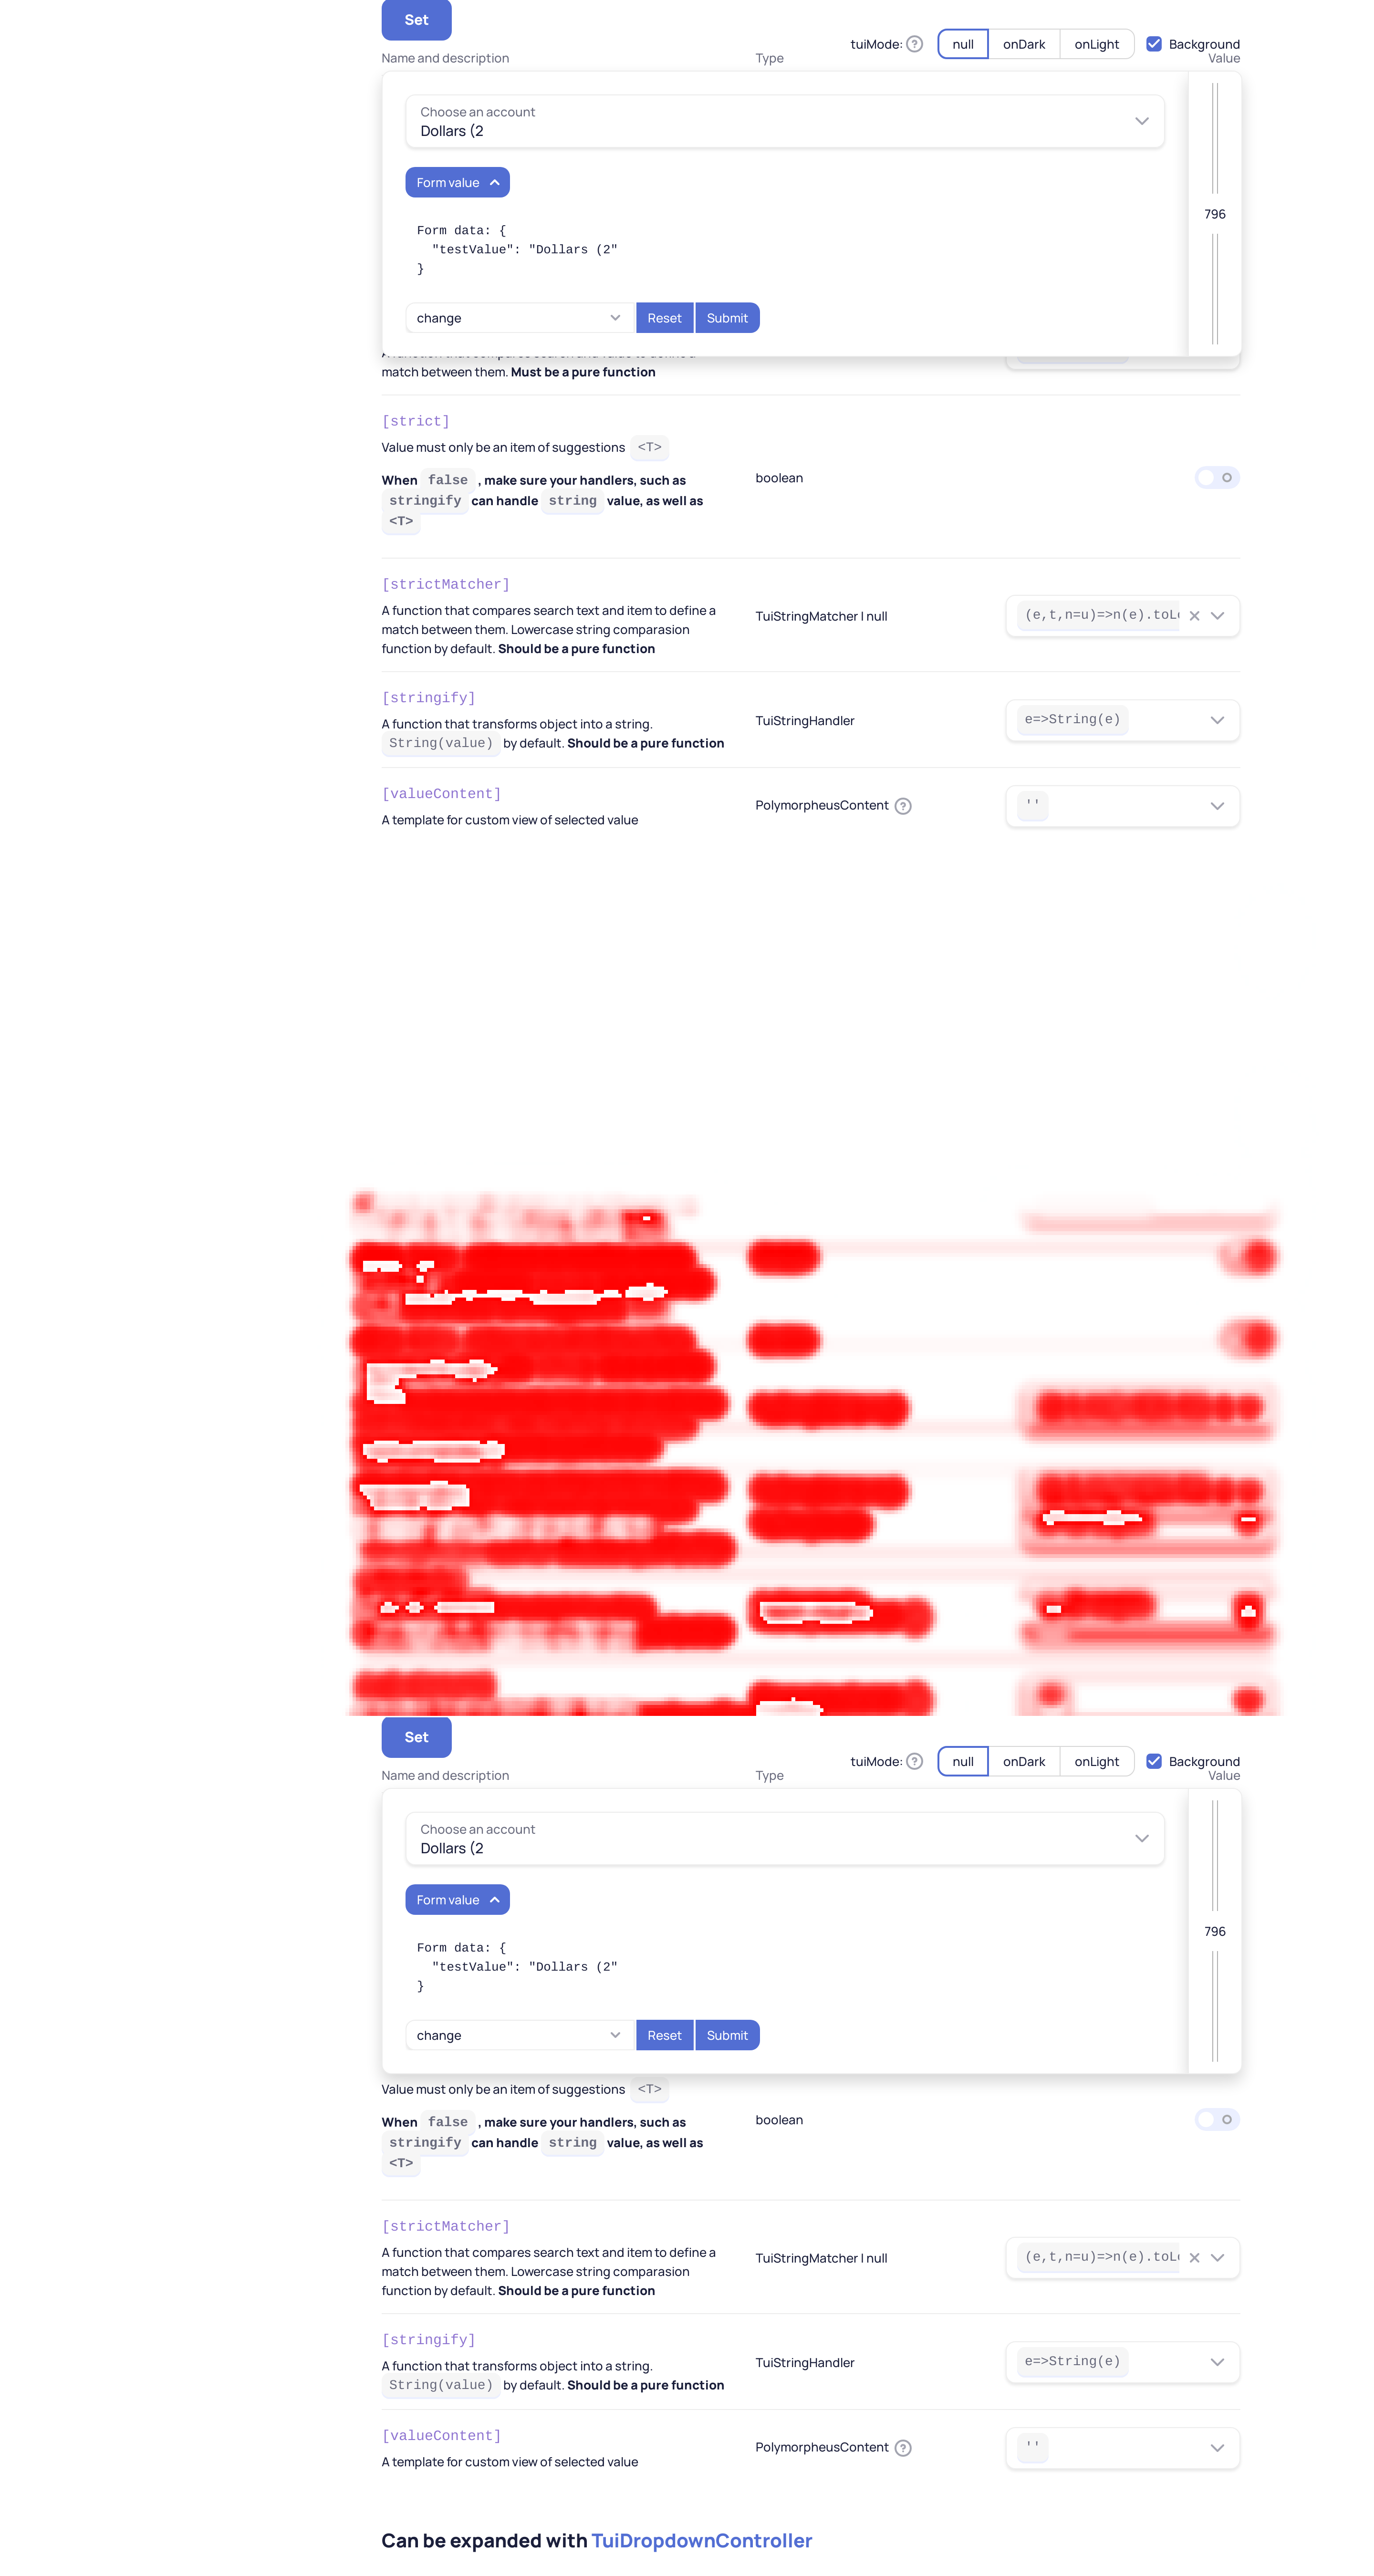 Set
tuiMode: ? null onDark onLight Background
Name and description Type Value
Choose an account
Dollars (2
Form value
796
Form data: {
"testValue": "Dollars (2"
}
change Reset Submit
A function that compares search and value to define a
match between them. Must be a pure function
[strict]
Value must only be an item of suggestions <T>
When false , make sure your handlers, such as
boolean
stringify can handle string value, as well as
<T>
[strictMatcher]
A function that compares search text and item to define a
TuiStringMatcher | null (e,t,n=u)=>n(e).toLo
match between them. Lowercase string comparasion
function by default. Should be a pure function
[stringify]
A function that transforms object into a string.
TuiStringHandler e=>String(e)
String(value) by default. Should be a pure function
[valueContent]
PolymorpheusContent ? ''
A template for custom view of selected value
Set
tuiMode: ? null onDark onLight Background
Name and description Type Value
Choose an account
Dollars (2
Form value
796
Form data: {
"testValue": "Dollars (2"
}
change Reset Submit
Value must only be an item of suggestions <T>
When false , make sure your handlers, such as
boolean
stringify can handle string value, as well as
<T>
[strictMatcher]
A function that compares search text and item to define a
TuiStringMatcher | null (e,t,n=u)=>n(e).toLo
match between them. Lowercase string comparasion
function by default. Should be a pure function
[stringify]
A function that transforms object into a string.
TuiStringHandler e=>String(e)
String(value) by default. Should be a pure function
[valueContent]
PolymorpheusContent ? ''
A template for custom view of selected value
Can be expanded with TuiDropdownController